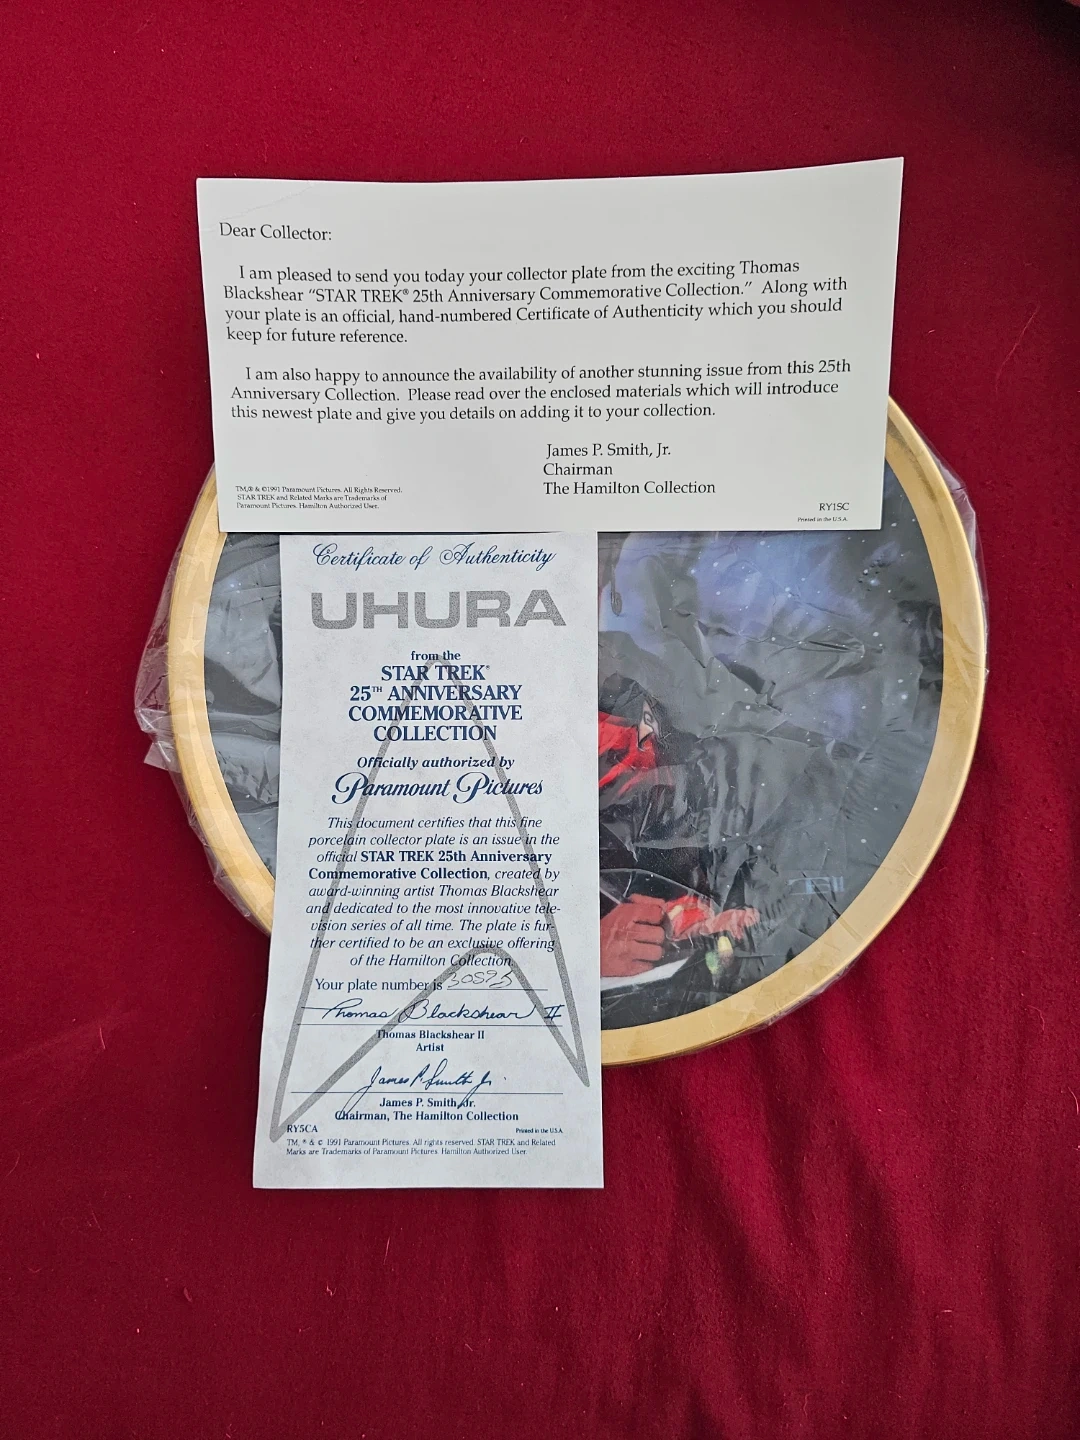 Dear Collector:
I am pleased to send you today your collector plate from the exciting Thomas
Blackshear "STAR TREK® 25th Anniversary Commemorative Collection." Along with
your plate is an official, hand-numbered Certificate of Authenticity which you should
keep for future reference.
I am also happy to announce the availability of another stunning issue from this 25th
Anniversary Collection. Please read over the enclosed materials which will introduce
this newest plate and give you details on adding it to your collection.
James P. Smith, Jr.
Chairman
The Hamilton Collection
TM,® & ©1991 Paramount Pictures. All Rights Reserved.
STAR TREK and Related Marks are Trademarks of
Paramount Pictures. Hamilton Authorized User.
RY1SC
Printed in the U.S.A.
Certificate of Authenticity
UHURA
from the
STAR TREK®
25TH ANNIVERSARY
COMMEMORATIVE
COLLECTION
Officially authorized by
Paramount Pictures
This document certifies that this fine
porcelain collector plate is an issue in the
official STAR TREK 25th Anniversary
Commemorative Collection, created by
award-winning artist Thomas Blackshear
and dedicated to the most innovative tele-
vision series of all time. The plate is fur-
ther certified to be an exclusive offering
of the Hamilton Collection.
Your plate number is
Thomas Blackshear II
Thomas Blackshear II
Artist
James P. Smith Jr.
James P. Smith, Jr.
Chairman, The Hamilton Collection
RY5CA
Printed in the U.S.A.
TM, ® & © 1991 Paramount Pictures. All rights reserved. STAR TREK and Related
Marks are Trademarks of Paramount Pictures. Hamilton Authorized User.